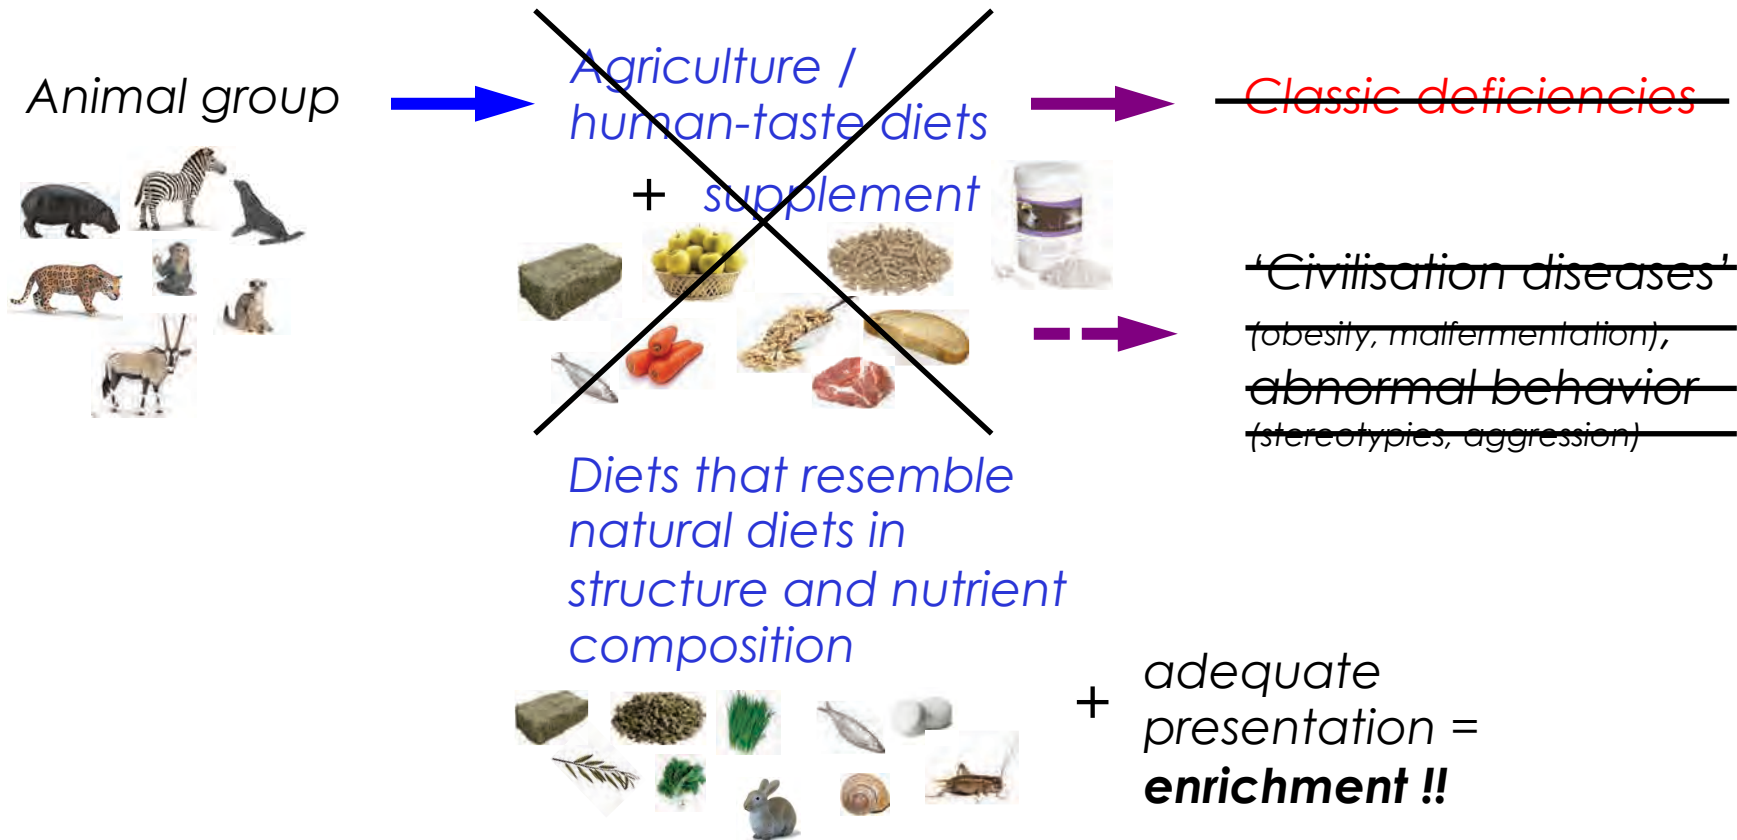 Animal group
Agriculture /
human-taste diets
+ supplement
Classic deficiencies
‘Civilisation diseases’
(obesity, malfermentation),
abnormal behavior
(stereotypies, aggression)
Diets that resemble
natural diets in
structure and nutrient
composition
+ adequate
presentation =
enrichment !!